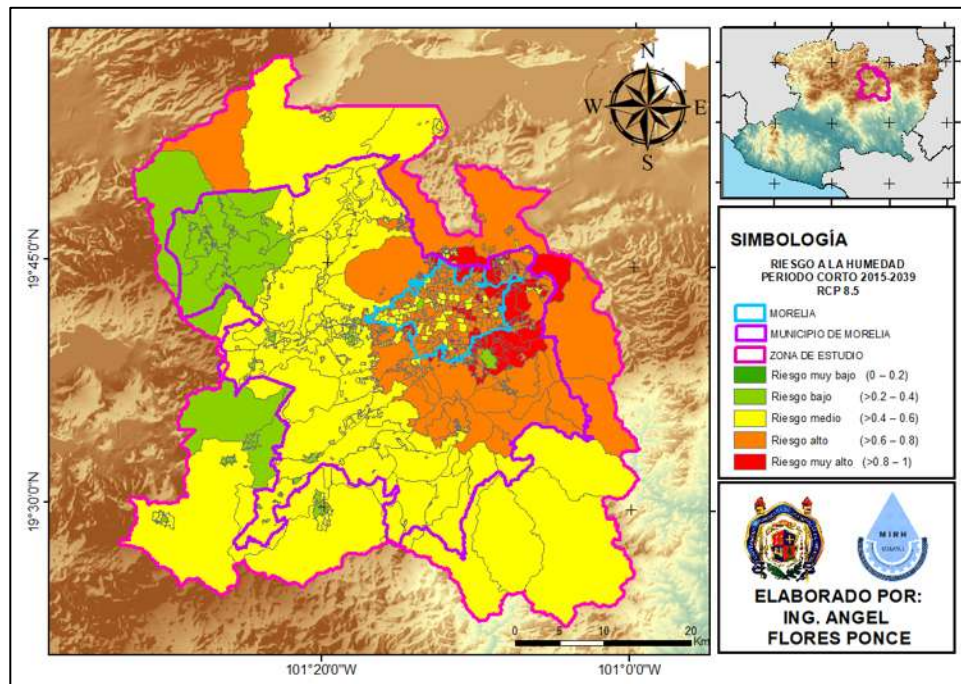 N
W
E
S
19°45'0"N
19°30'0"N
101°20'0"W
101°0'0"W
0 5 10 20
Km
SIMBOLOGÍA
RIESGO A LA HUMEDAD
PERIODO CORTO 2015-2039
RCP 8.5
MORELIA
MUNICIPIO DE MORELIA
ZONA DE ESTUDIO
Riesgo muy bajo (0 – 0.2)
Riesgo bajo (>0.2 – 0.4)
Riesgo medio (>0.4 – 0.6)
Riesgo alto (>0.6 – 0.8)
Riesgo muy alto (>0.8 – 1)
MIRH
ELABORADO POR:
ING. ANGEL
FLORES PONCE